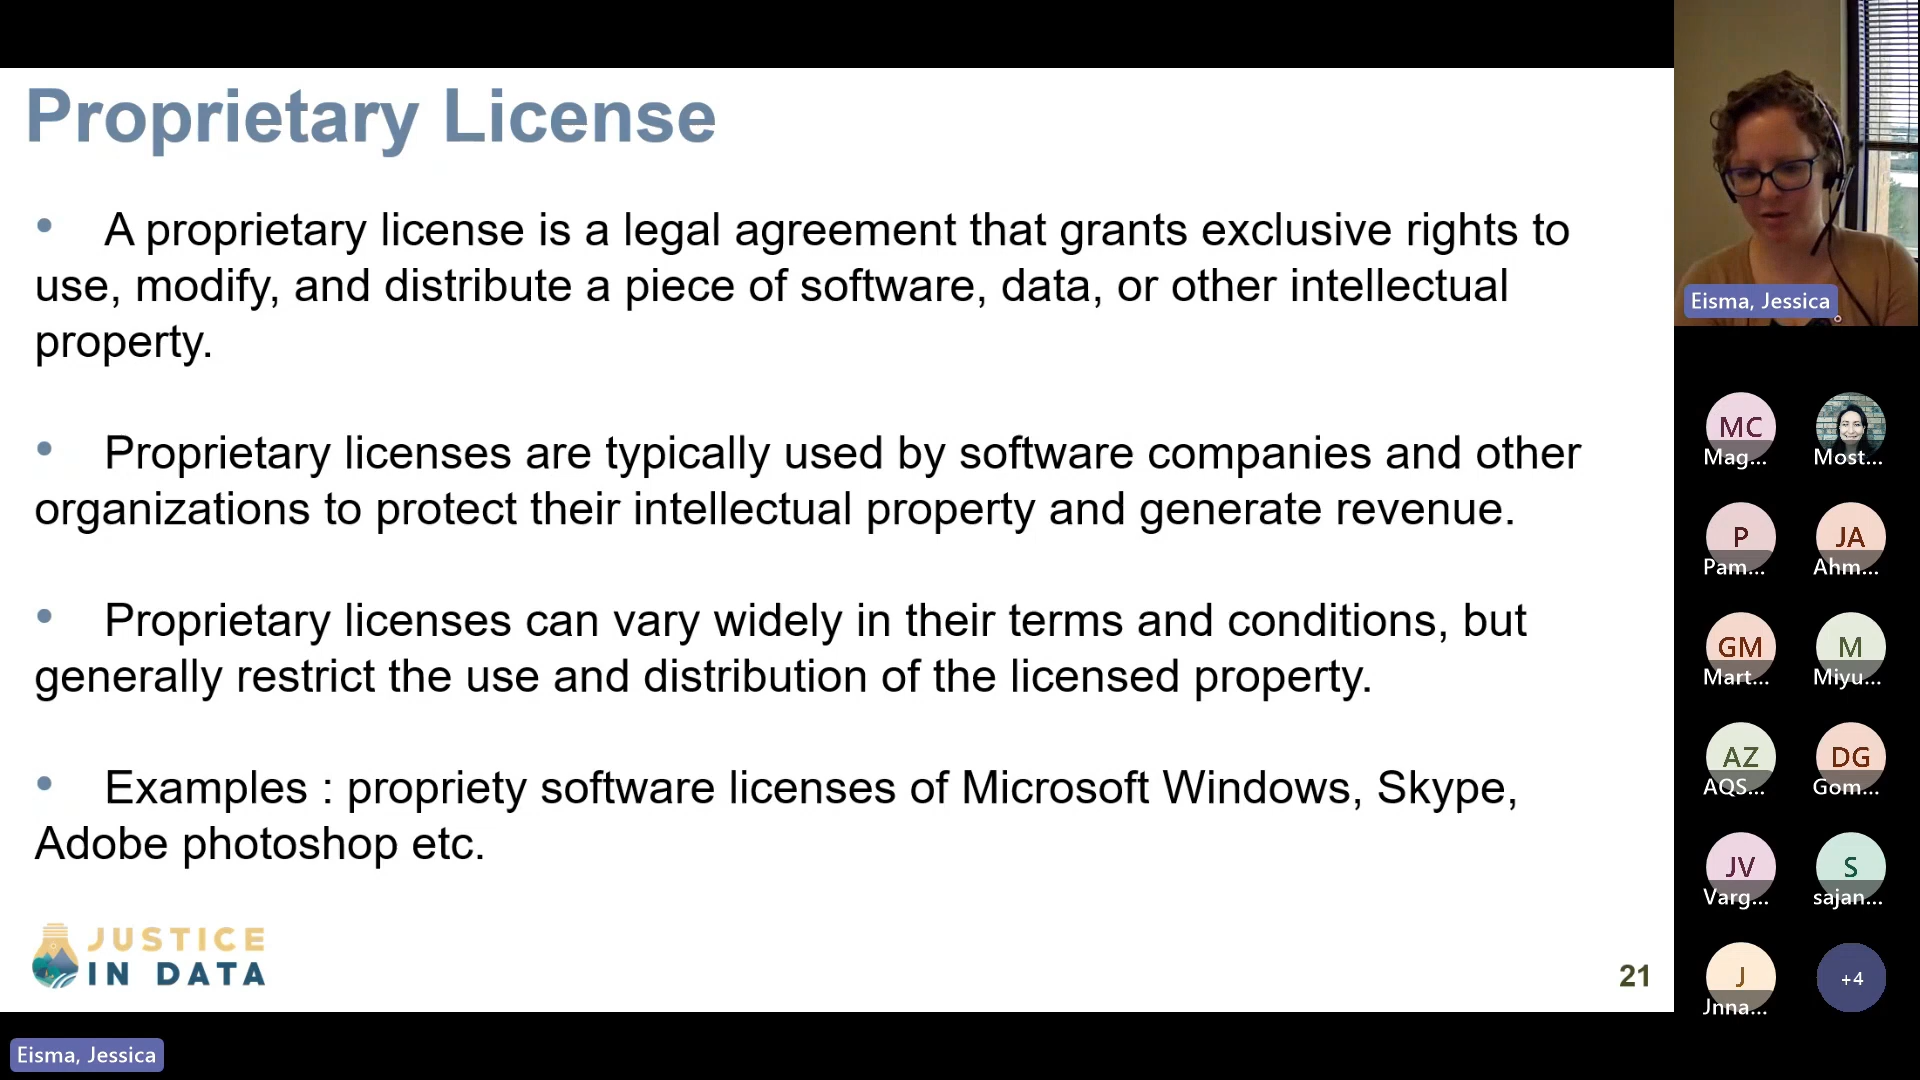 Proprietary License
• A proprietary license is a legal agreement that grants exclusive rights to
use, modify, and distribute a piece of software, data, or other intellectual
property.
• Proprietary licenses are typically used by software companies and other
organizations to protect their intellectual property and generate revenue.
• Proprietary licenses can vary widely in their terms and conditions, but
generally restrict the use and distribution of the licensed property.
• Examples : propriety software licenses of Microsoft Windows, Skype,
Adobe photoshop etc.
JUSTICE
IN DATA
21
Eisma, Jessica
Eisma, Jessica
MC
Mag...
Most...
P
Pam...
JA
Ahm...
GM
Mart...
M
Miyu...
AZ
AQS...
DG
Gom...
JV
Varg...
S
sajan...
J
Jnna...
+4